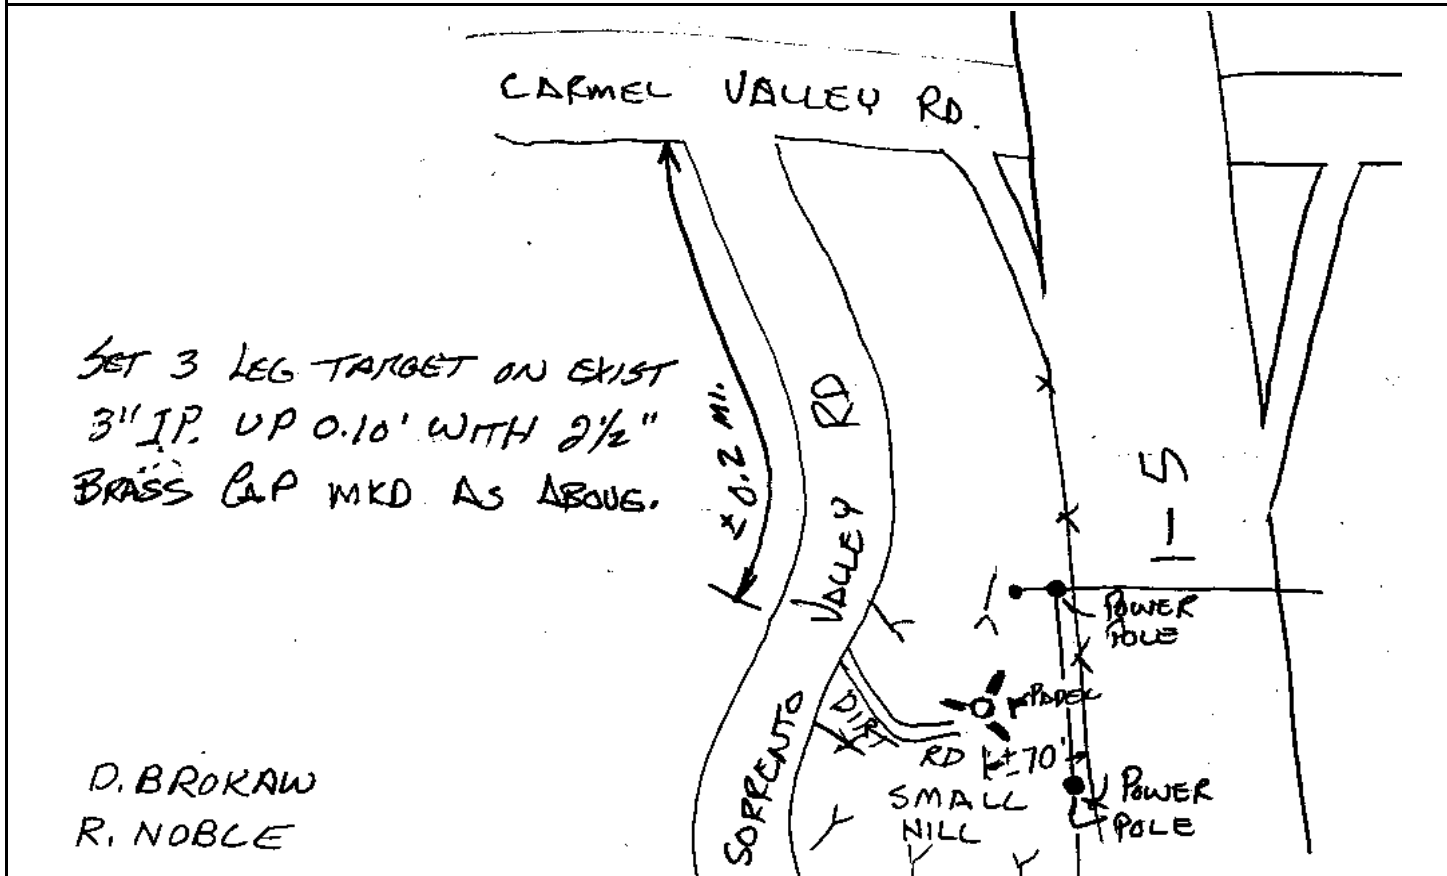 CARMEL VALLEY RD.
SET 3 LEG TARGET ON EXIST
3" I.P. UP 0.10' WITH 2½"
BRASS CAP MKD AS ABOVE.
± 0.2 MI.
SORRENTO VALLEY RD
I-5
POWER
POLE
DIRT
RD
±70'
SMALL
HILL
POWER
POLE
D. BROKAW
R. NOBLE